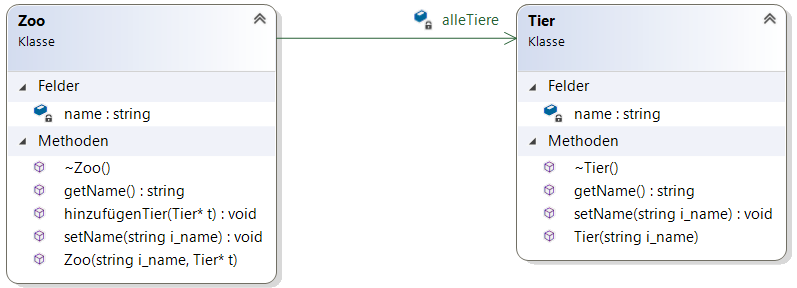 Zoo
Klasse
Felder
name : string
Methoden
~Zoo()
getName() : string
hinzufügenTier(Tier* t) : void
setName(string i_name) : void
Zoo(string i_name, Tier* t)
alleTiere
Tier
Klasse
Felder
name : string
Methoden
~Tier()
getName() : string
setName(string i_name) : void
Tier(string i_name)